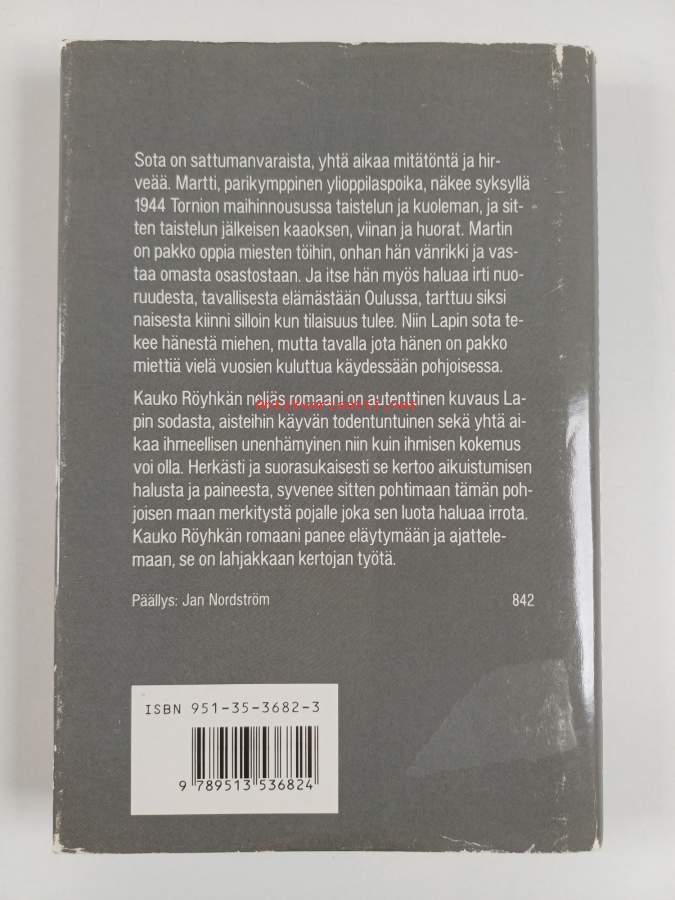 Sota on sattumanvaraista, yhtä aikaa mitätöntä ja hir-
veää. Martti, parikymppinen ylioppilaspoika, näkee syksyllä
1944 Tornion maihinnousussa taistelun ja kuoleman, ja sit-
ten taistelun jälkeisen kaaoksen, viinan ja huorat. Martin
on pakko oppia miesten töihin, onhan hän vänrikki ja vas-
taa omasta osastostaan. Ja itse hän myös haluaa irti nuo-
ruudesta, tavallisesta elämästään Oulussa, tarttuu siksi
naisesta kiinni silloin kun tilaisuus tulee. Niin Lapin sota te-
kee hänestä miehen, mutta tavalla jota hänen on pakko
miettiä vielä vuosien kuluttua käydessään pohjoisessa.
Kauko Röyhkän neljäs romaani on autenttinen kuvaus La-
pin sodasta, aisteihin käyvän todentuntuinen sekä yhtä ai-
kaa ihmeellisen unenhämyinen niin kuin ihmisen kokemus
voi olla. Herkästi ja suorasukaisesti se kertoo aikuistumisen
halusta ja paineesta, syvenee sitten pohtimaan tämän poh-
joisen maan merkitystä pojalle joka sen luota haluaa irrota.
Kauko Röyhkän romaani panee eläytymään ja ajattele-
maan, se on lahjakkaan kertojan työtä.
Päällys: Jan Nordström 842
ISBN 951-35-3682-3
9 789513 536824